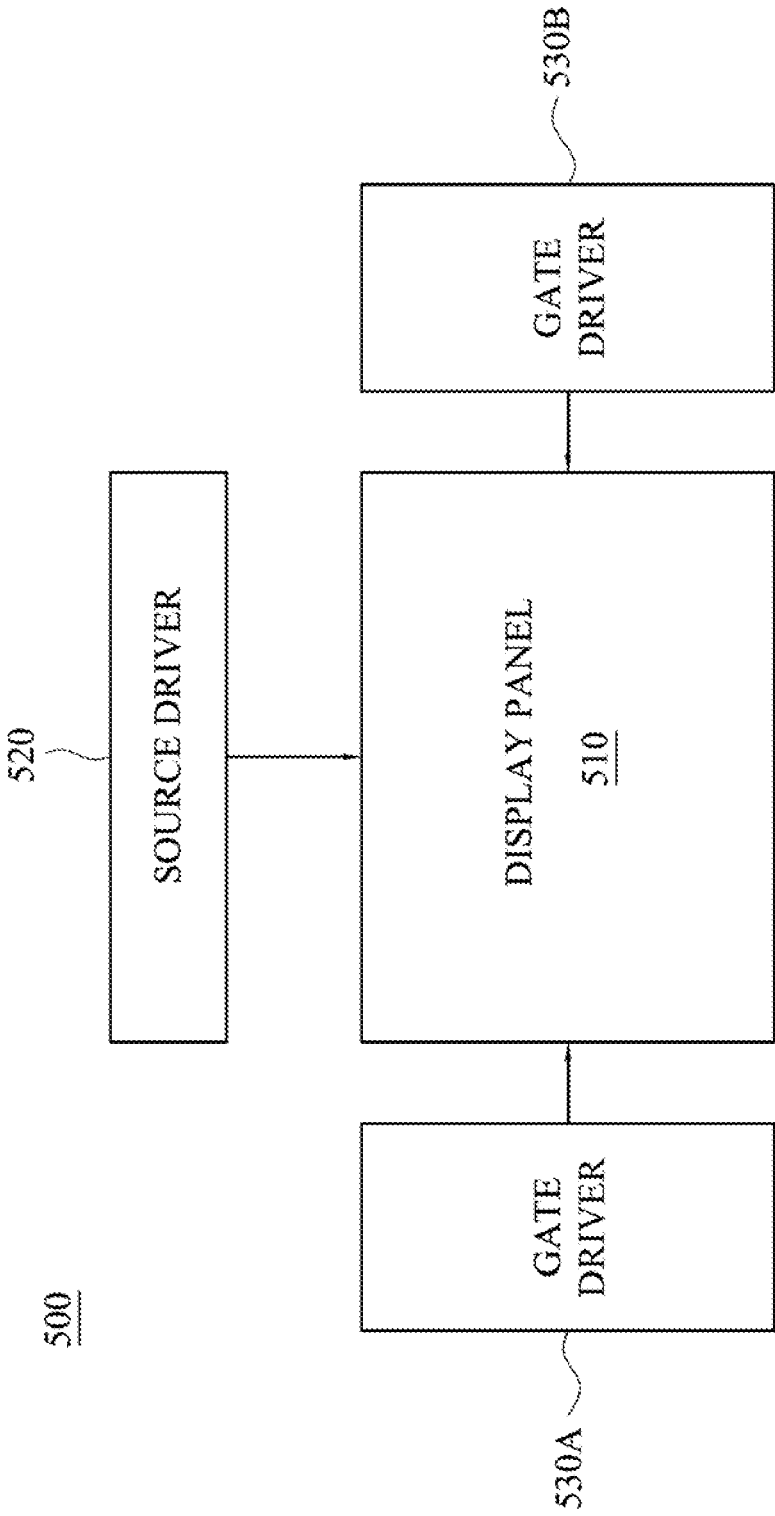 500
520
SOURCE DRIVER
GATE
DRIVER
530A
DISPLAY PANEL
510
GATE
DRIVER
530B